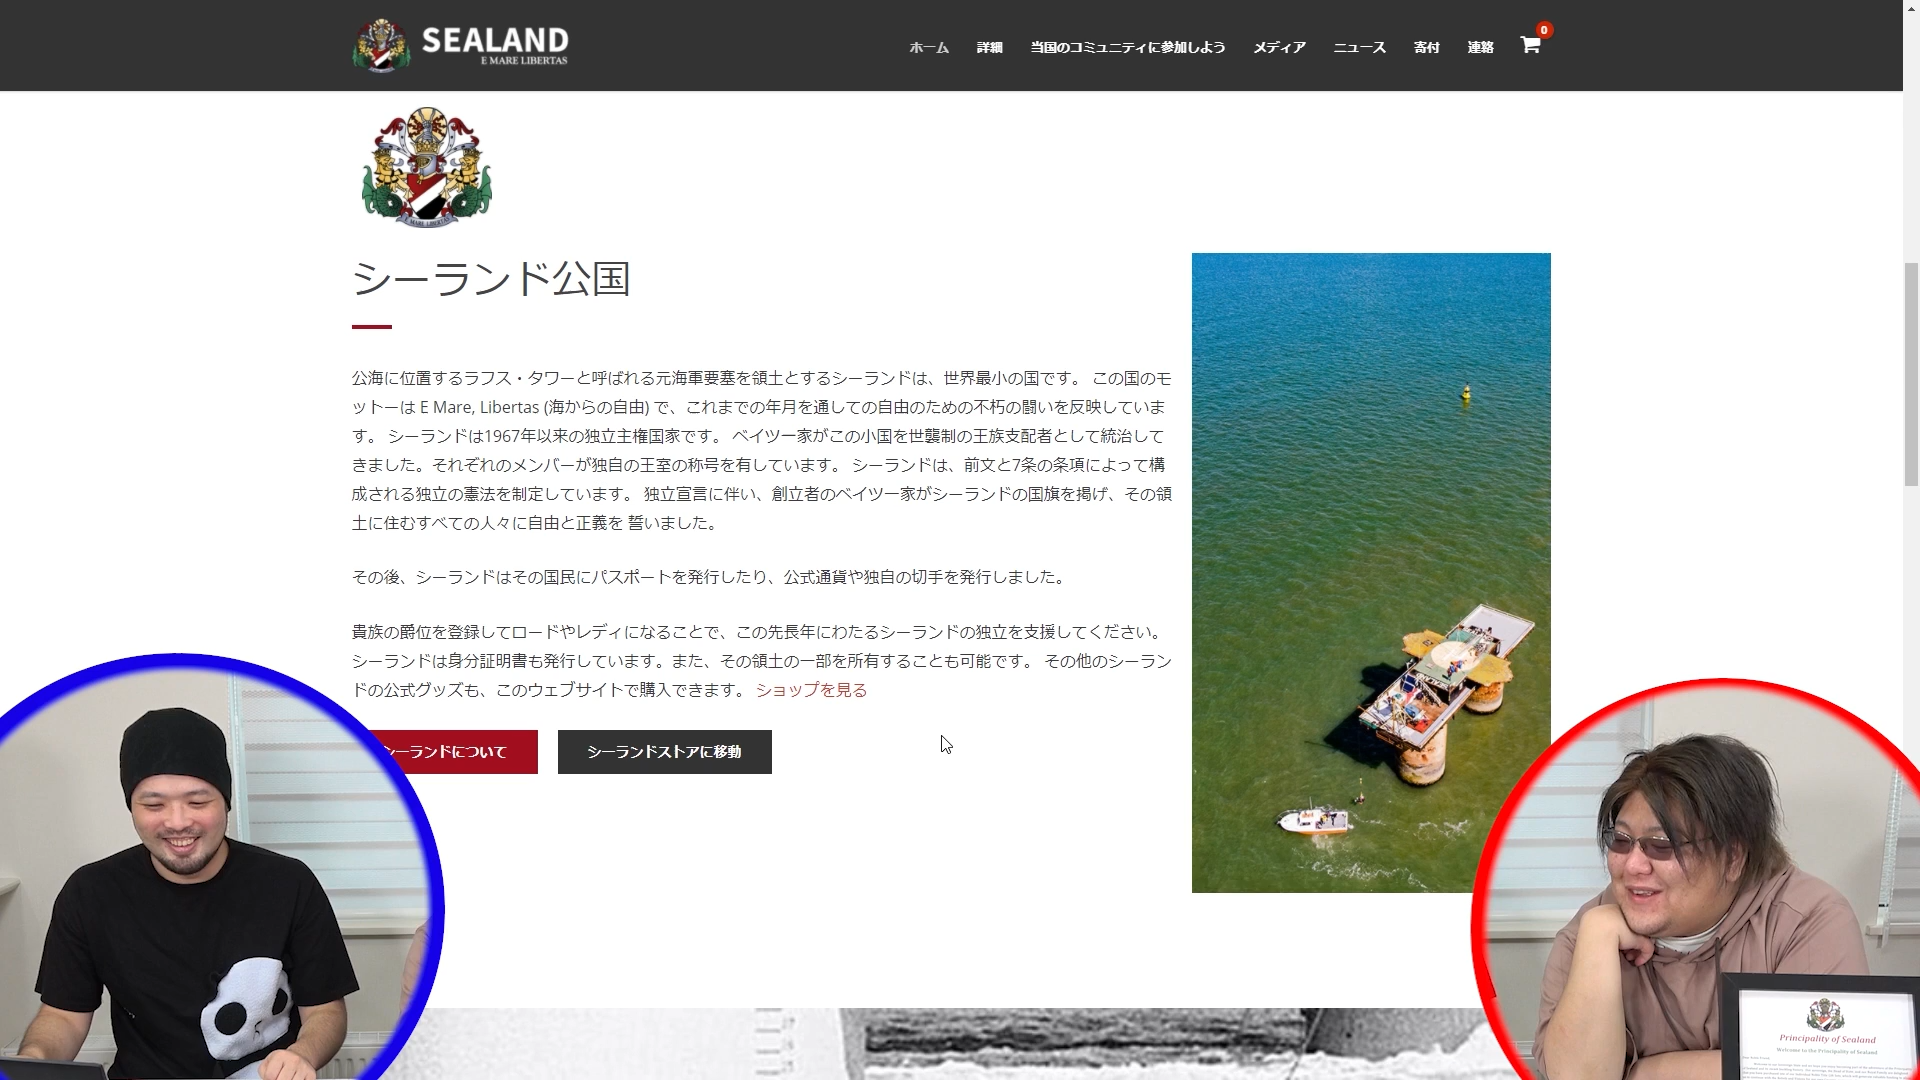 SEALAND
E MARE LIBERTAS
ホーム 詳細 当国のコミュニティに参加しよう メディア ニュース 寄付 連絡 0
シーランド公国
公海に位置するラフス・タワーと呼ばれる元海軍要塞を領土とするシーランドは、世界最小の国です。 この国のモ
ットーは E Mare, Libertas (海からの自由) で、これまでの年月を通しての自由のための不朽の闘いを反映していま
す。 シーランドは1967年以来の独立主権国家です。 ベイツ一家がこの小国を世襲制の王族支配者として統治して
きました。それぞれのメンバーが独自の王室の称号を有しています。 シーランドは、前文と7条の条項によって構
成される独立の憲法を制定しています。 独立宣言に伴い、創立者のベイツ一家がシーランドの国旗を掲げ、その領
土に住むすべての人々に自由と正義を 誓いました。
その後、シーランドはその国民にパスポートを発行したり、公式通貨や独自の切手を発行しました。
貴族の爵位を登録してロードやレディになることで、この先長年にわたるシーランドの独立を支援してください。
シーランドは身分証明書も発行しています。また、その領土の一部を所有することも可能です。 その他のシーラン
ドの公式グッズも、このウェブサイトで購入できます。 ショップを見る
シーランドについて シーランドストアに移動
Principality of Sealand
Welcome to the Principality of Sealand